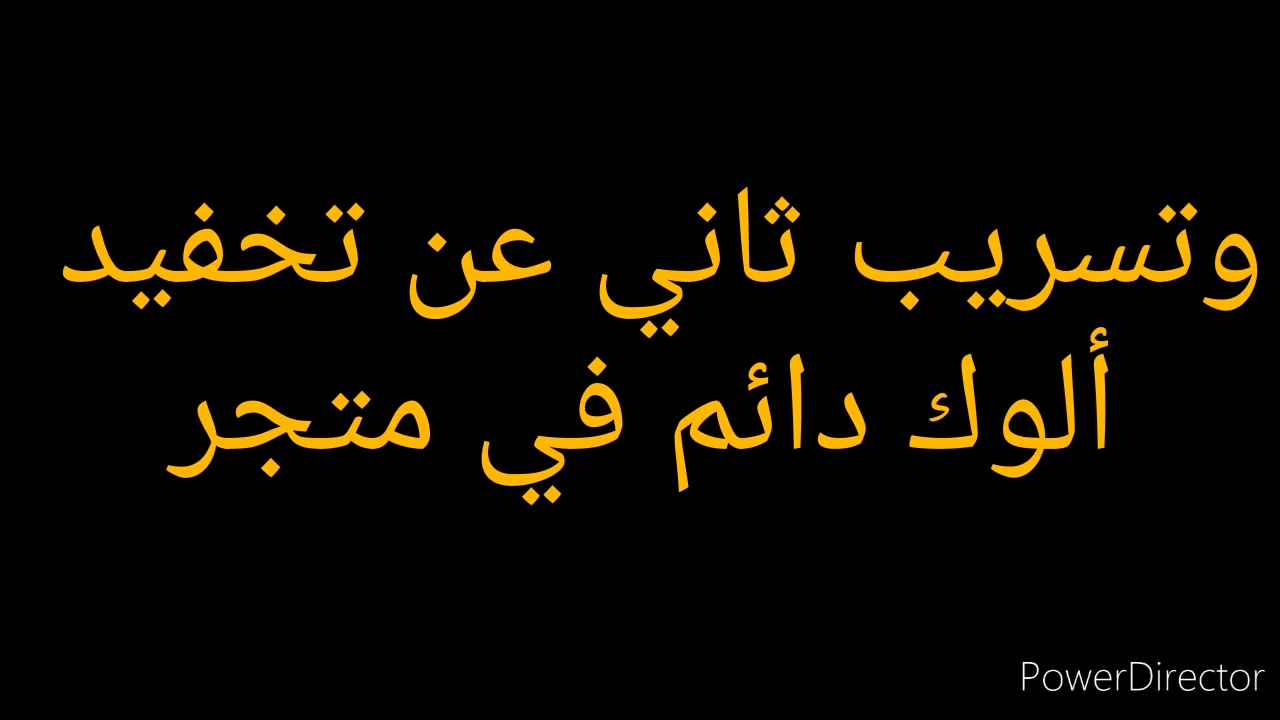 وتسريب ثاني عن تخفيد
ألوك دائم في متجر
PowerDirector